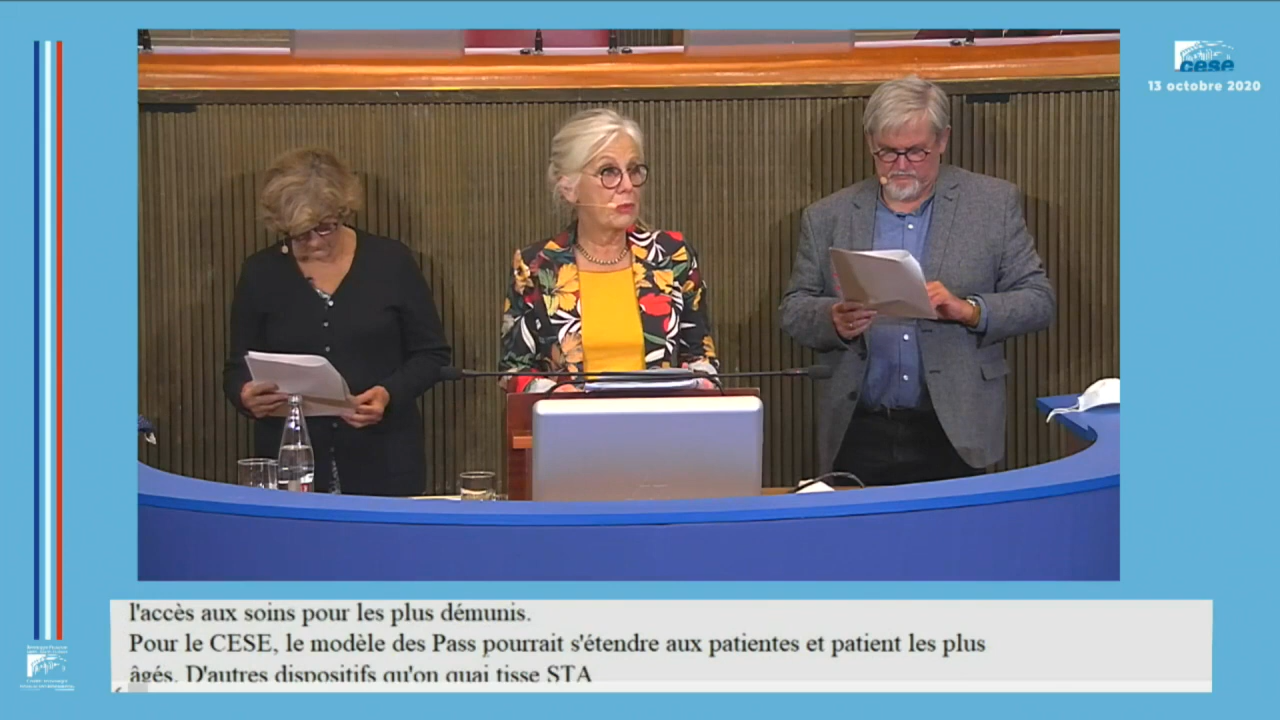 cese
13 octobre 2020
l'accès aux soins pour les plus démunis.
Pour le CESE, le modèle des Pass pourrait s'étendre aux patientes et patient les plus
âgés. D'autres dispositifs qu'on quai tisse STA